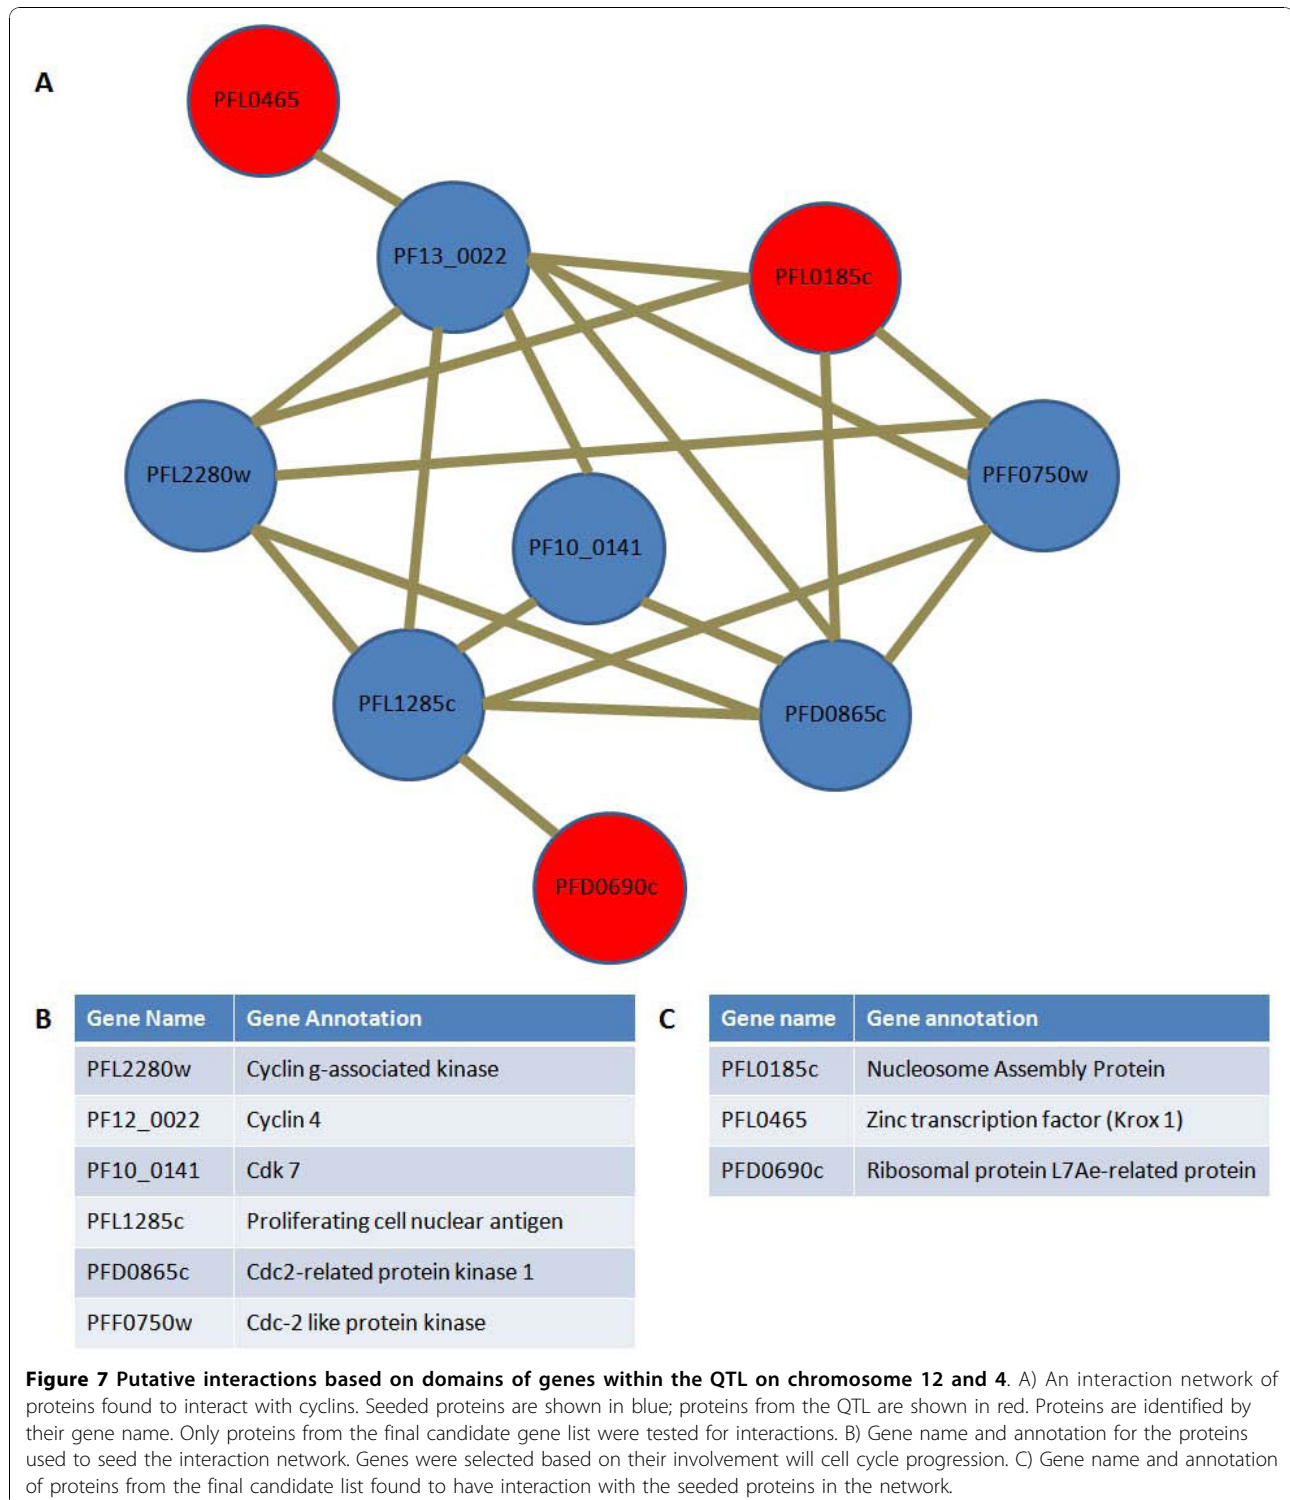 A
PFL0465
PF13_0022
PFL0185c
PFL2280w
PFF0750w
PF10_0141
PFL1285c
PFD0865c
PFD0690c
B
Gene Name Gene Annotation
PFL2280w Cyclin g-associated kinase
PF12_0022 Cyclin 4
PF10_0141 Cdk 7
PFL1285c Proliferating cell nuclear antigen
PFD0865c Cdc2-related protein kinase 1
PFF0750w Cdc-2 like protein kinase
C
Gene name Gene annotation
PFL0185c Nucleosome Assembly Protein
PFL0465 Zinc transcription factor (Krox 1)
PFD0690c Ribosomal protein L7Ae-related protein
Figure 7 Putative interactions based on domains of genes within the QTL on chromosome 12 and 4. A) An interaction network of
proteins found to interact with cyclins. Seeded proteins are shown in blue; proteins from the QTL are shown in red. Proteins are identified by
their gene name. Only proteins from the final candidate gene list were tested for interactions. B) Gene name and annotation for the proteins
used to seed the interaction network. Genes were selected based on their involvement will cell cycle progression. C) Gene name and annotation
of proteins from the final candidate list found to have interaction with the seeded proteins in the network.